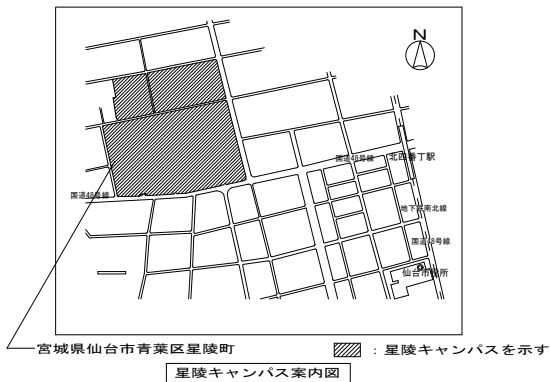 N
国道48号線
北四番丁駅
国道48号線
地下鉄南北線
国道48号線
仙台市役所
宮城県仙台市青葉区星陵町
：星陵キャンパスを示す
星陵キャンパス案内図